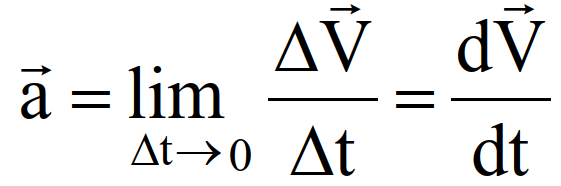 a⃗ = lim Δt→0 ΔV⃗/Δt = dV⃗/dt